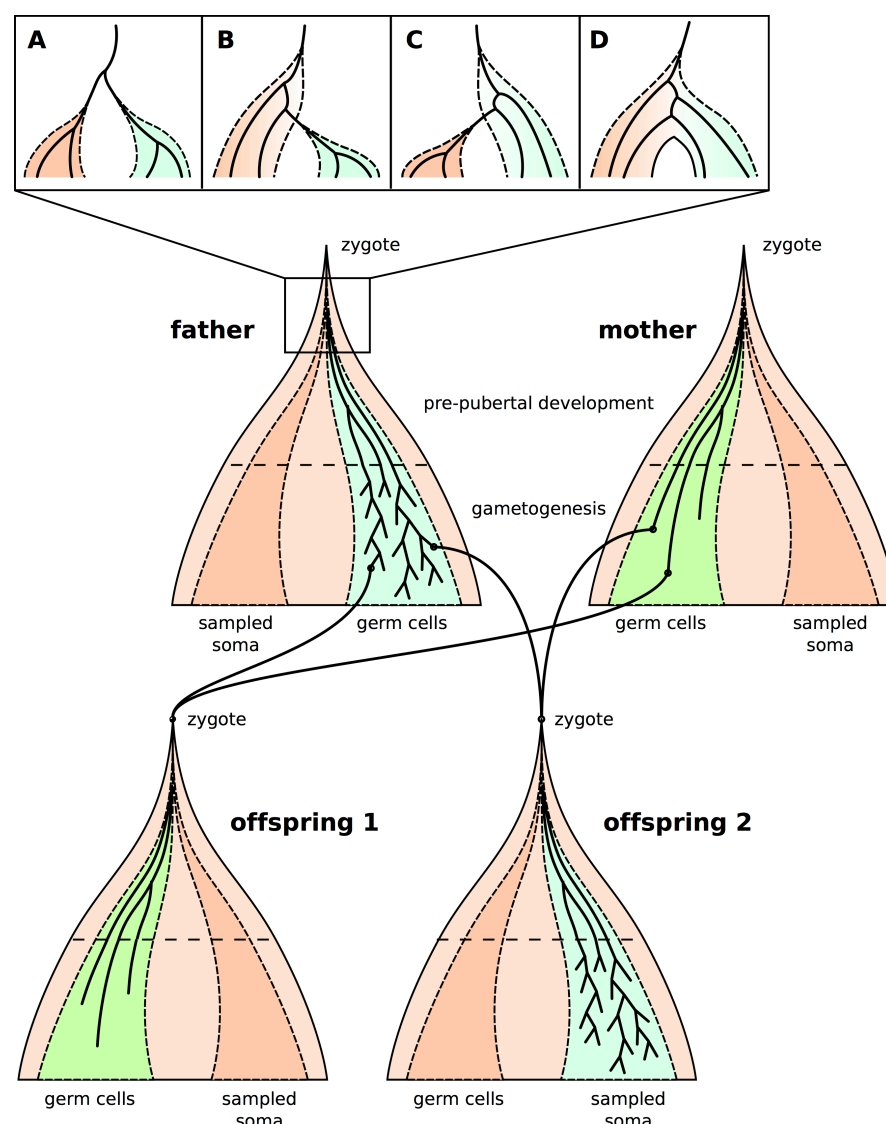 A B C D
zygote zygote
father mother
pre-pubertal development
gametogenesis
sampled germ cells germ cells sampled
soma soma
zygote zygote
offspring 1 offspring 2
germ cells sampled germ cells sampled
soma soma